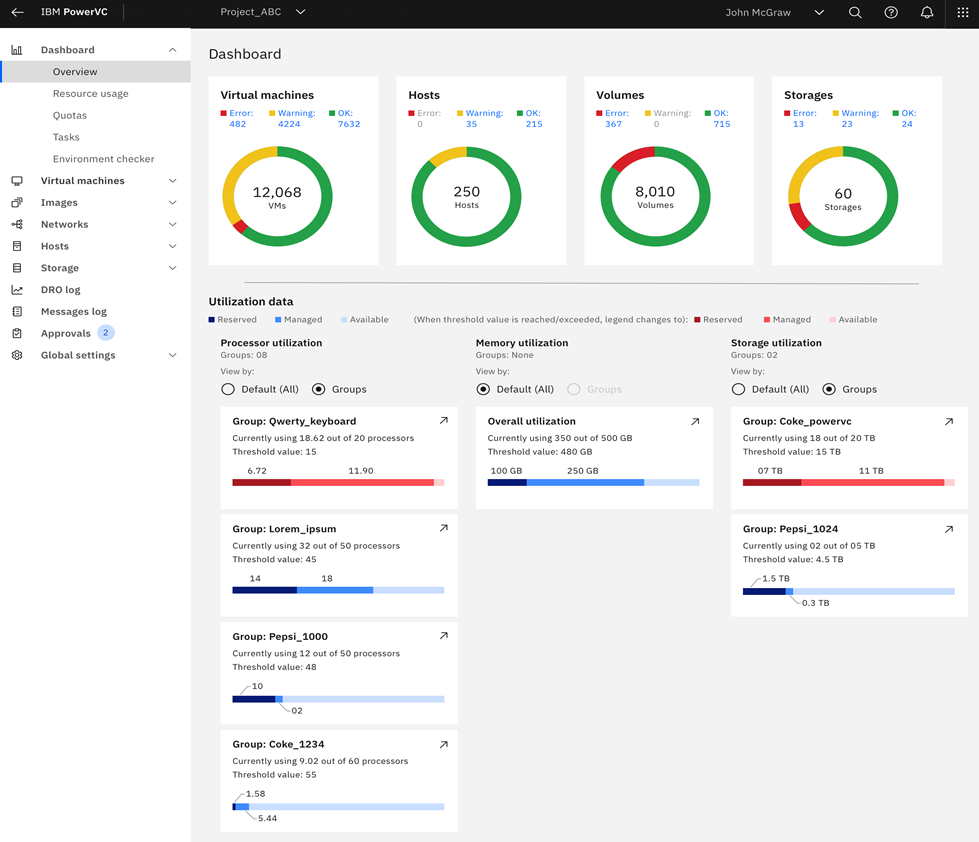 IBM PowerVC
Project_ABC
John McGraw
Dashboard
Overview
Resource usage
Quotas
Tasks
Environment checker
Virtual machines
Images
Networks
Hosts
Storage
DRO log
Messages log
Approvals 2
Global settings
Dashboard
Virtual machines
Error: 482 Warning: 4224 OK: 7632
12,068
VMs
Hosts
Error: 0 Warning: 35 OK: 215
250
Hosts
Volumes
Error: 367 Warning: 0 OK: 715
8,010
Volumes
Storages
Error: 13 Warning: 23 OK: 24
60
Storages
Utilization data
Reserved Managed Available (When threshold value is reached/exceeded, legend changes to): Reserved Managed Available
Processor utilization
Groups: 08
View by:
Default (All) Groups
Group: Qwerty_keyboard
Currently using 18.62 out of 20 processors
Threshold value: 15
6.72 11.90
Group: Lorem_ipsum
Currently using 32 out of 50 processors
Threshold value: 45
14 18
Group: Pepsi_1000
Currently using 12 out of 50 processors
Threshold value: 48
10
02
Group: Coke_1234
Currently using 9.02 out of 60 processors
Threshold value: 55
1.58
5.44
Memory utilization
Groups: None
View by:
Default (All) Groups
Overall utilization
Currently using 350 out of 500 GB
Threshold value: 480 GB
100 GB 250 GB
Storage utilization
Groups: 02
View by:
Default (All) Groups
Group: Coke_powervc
Currently using 18 out of 20 TB
Threshold value: 15 TB
07 TB 11 TB
Group: Pepsi_1024
Currently using 02 out of 05 TB
Threshold value: 4.5 TB
1.5 TB
0.3 TB